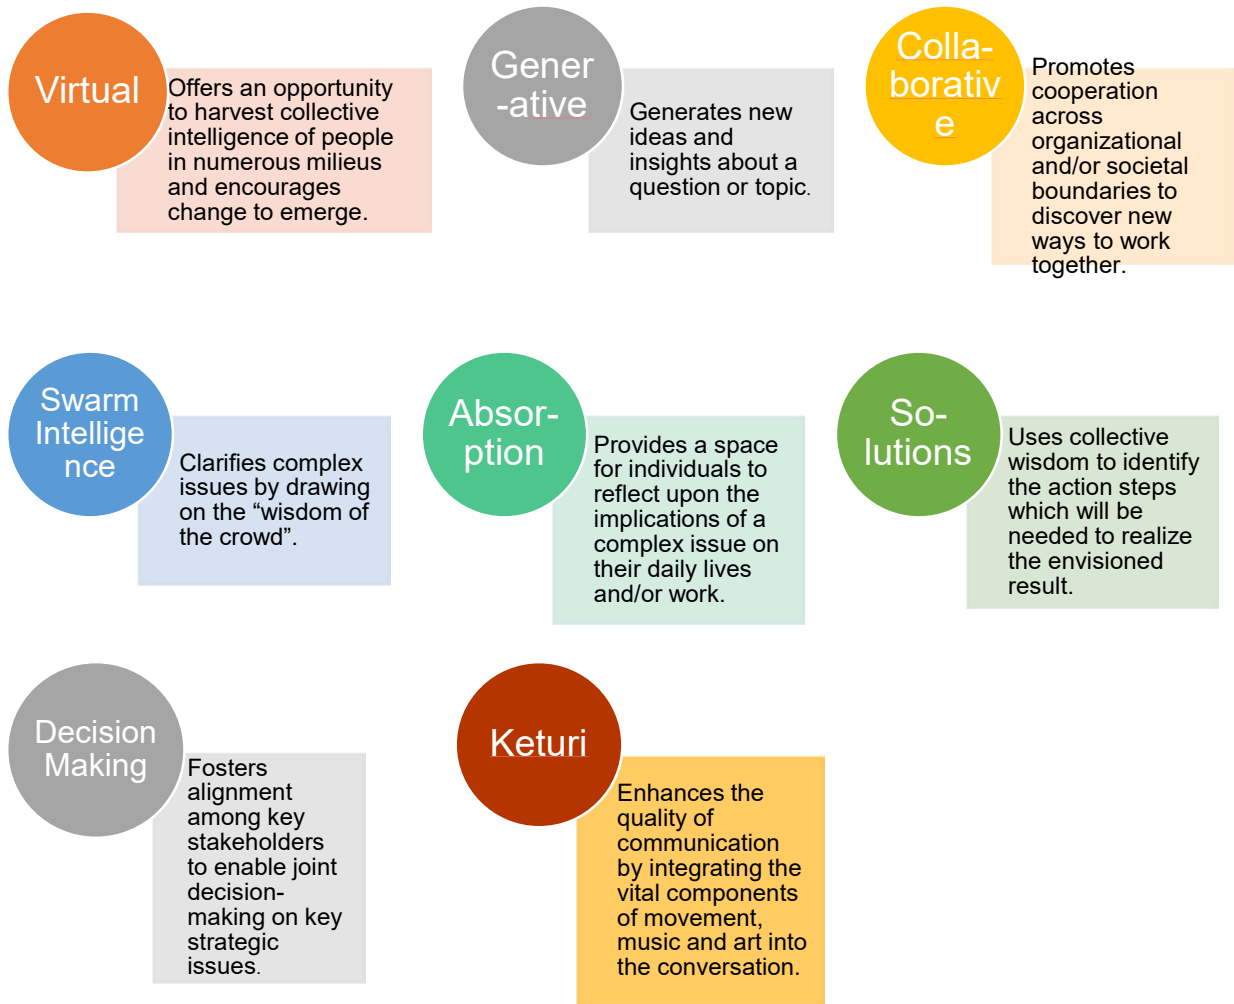 Virtual
Offers an opportunity
to harvest collective
intelligence of people
in numerous milieus
and encourages
change to emerge.
Gener
-ative
Generates new
ideas and
insights about a
question or topic.
Colla-
borativ
e
Promotes
cooperation
across
organizational
and/or societal
boundaries to
discover new
ways to work
together.
Swarm
Intellige
nce
Clarifies complex
issues by drawing
on the “wisdom of
the crowd”.
Absor-
ption
Provides a space
for individuals to
reflect upon the
implications of a
complex issue on
their daily lives
and/or work.
So-
lutions
Uses collective
wisdom to identify
the action steps
which will be
needed to realize
the envisioned
result.
Decision
Making
Fosters
alignment
among key
stakeholders
to enable joint
decision-
making on key
strategic
issues.
Keturi
Enhances the
quality of
communication
by integrating the
vital components
of movement,
music and art into
the conversation.